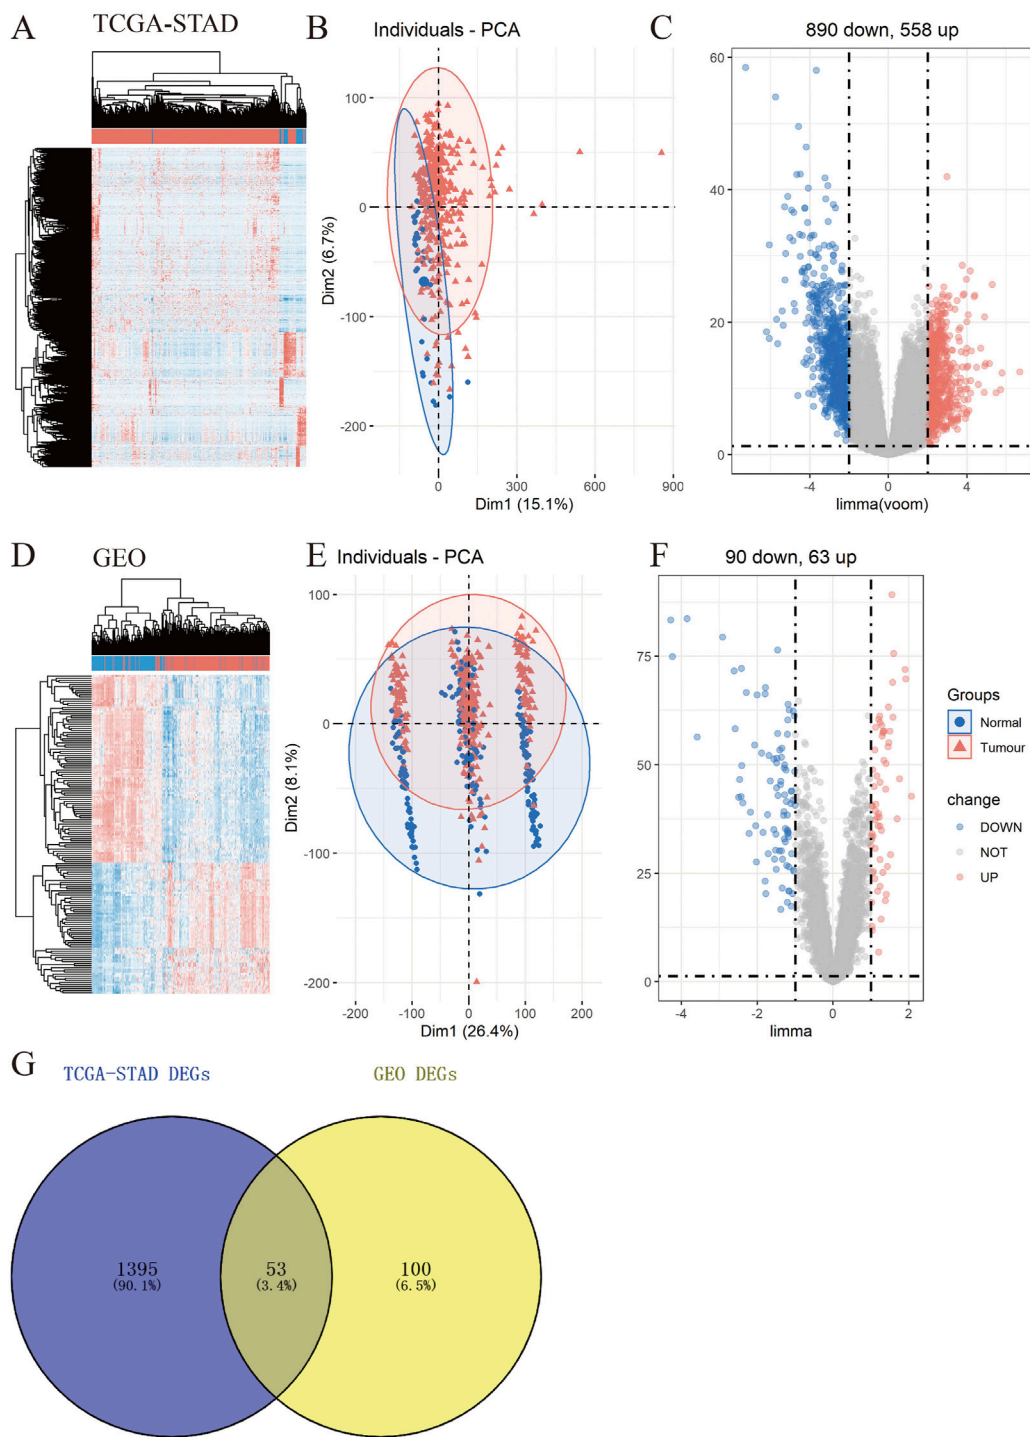 A TCGA-STAD
B Individuals - PCA
100
0
-100
-200
Dim2 (6.7%)
0 300 600 900
Dim1 (15.1%)
C 890 down, 558 up
60
40
20
0
-4 0 4
limma(voom)
D GEO
E Individuals - PCA
100
0
-100
-200
Dim2 (8.1%)
-200 -100 0 100 200
Dim1 (26.4%)
F 90 down, 63 up
75
50
25
0
-4 -2 0 2
limma
Groups
Normal
Tumour
change
DOWN
NOT
UP
G
TCGA-STAD DEGs GEO DEGs
1395 53 100
(90.1%) (3.4%) (6.5%)